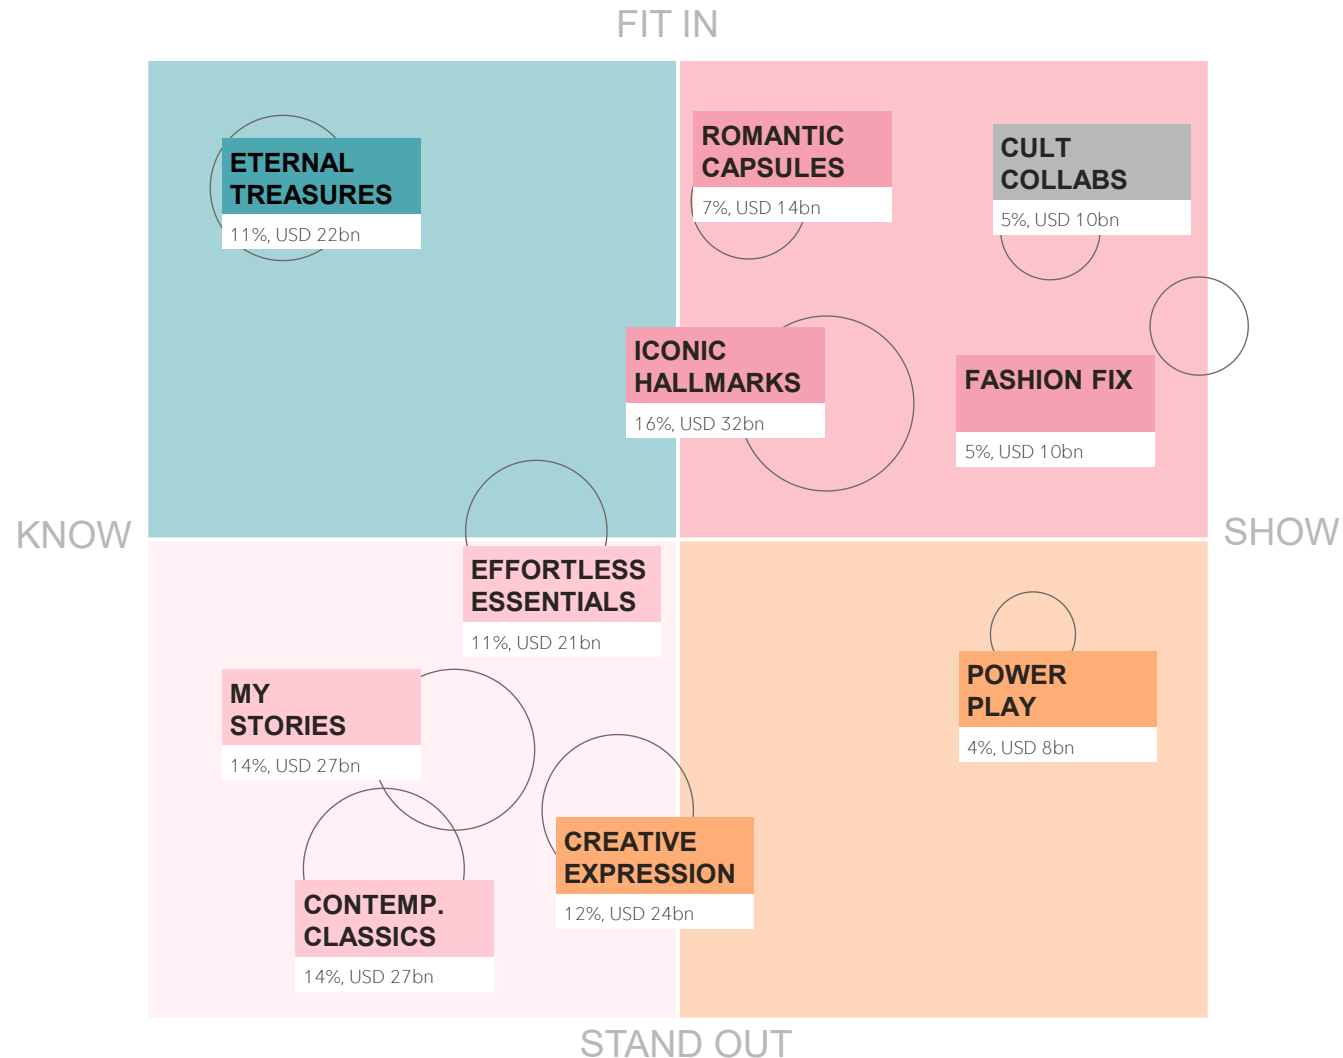 FIT IN
ETERNAL
TREASURES
11%, USD 22bn
ROMANTIC
CAPSULES
7%, USD 14bn
CULT
COLLABS
5%, USD 10bn
ICONIC
HALLMARKS
16%, USD 32bn
FASHION FIX
5%, USD 10bn
KNOW
SHOW
EFFORTLESS
ESSENTIALS
11%, USD 21bn
MY
STORIES
14%, USD 27bn
POWER
PLAY
4%, USD 8bn
CREATIVE
EXPRESSION
12%, USD 24bn
CONTEMP.
CLASSICS
14%, USD 27bn
STAND OUT